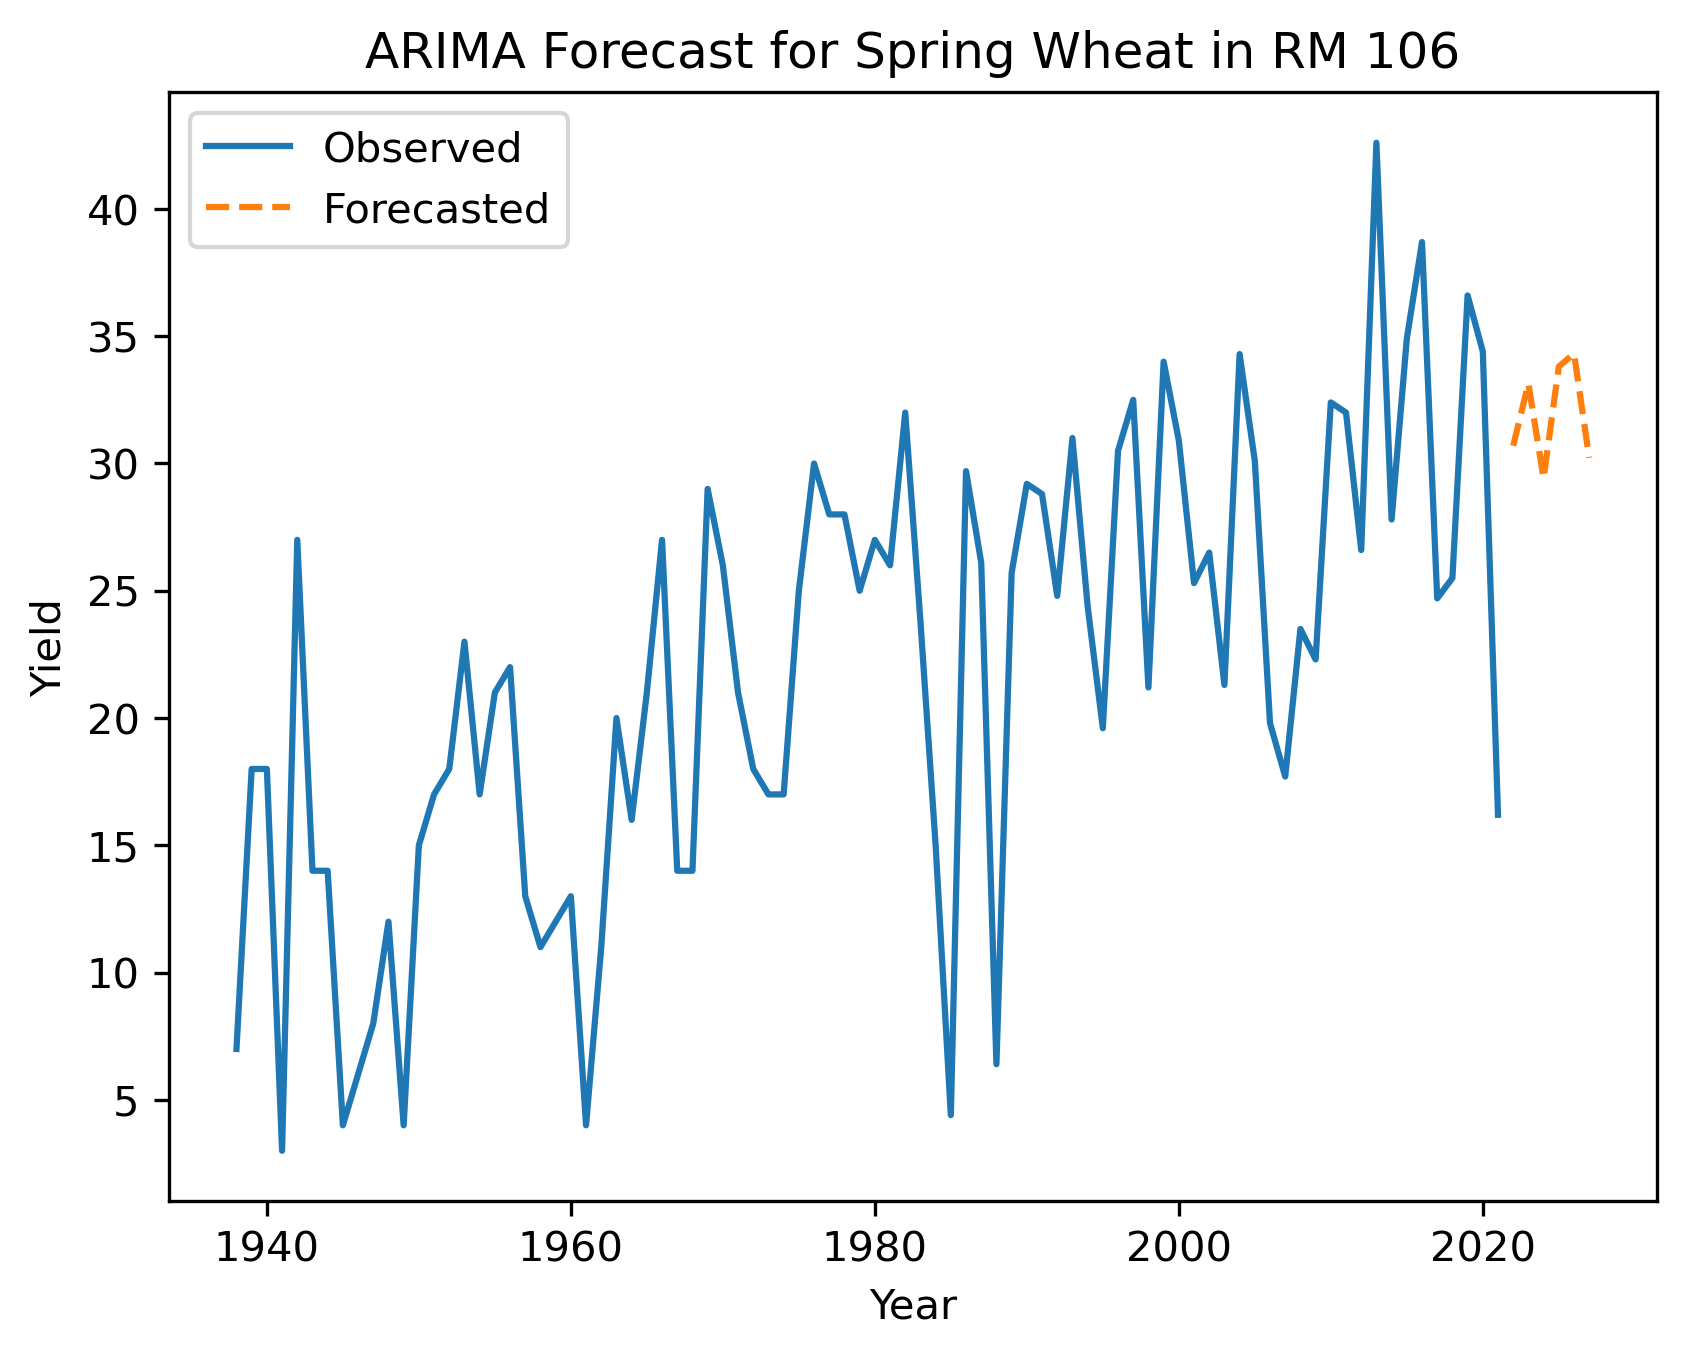 ARIMA Forecast for Spring Wheat in RM 106
Observed
Forecasted
40
35
30
25
20
15
10
5
Yield
1940 1960 1980 2000 2020
Year